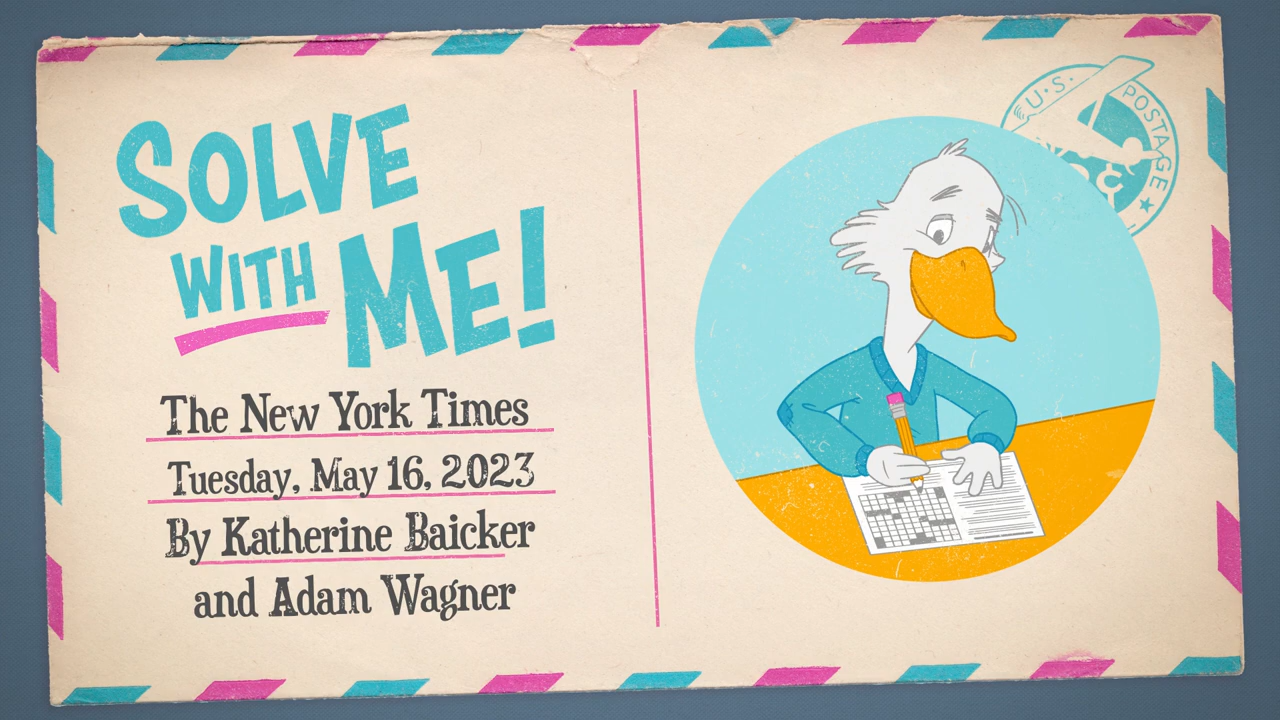 SOLVE
WITH ME!
The New York Times
Tuesday, May 16, 2023
By Katherine Baicker
and Adam Wagner
U.S. POSTAGE